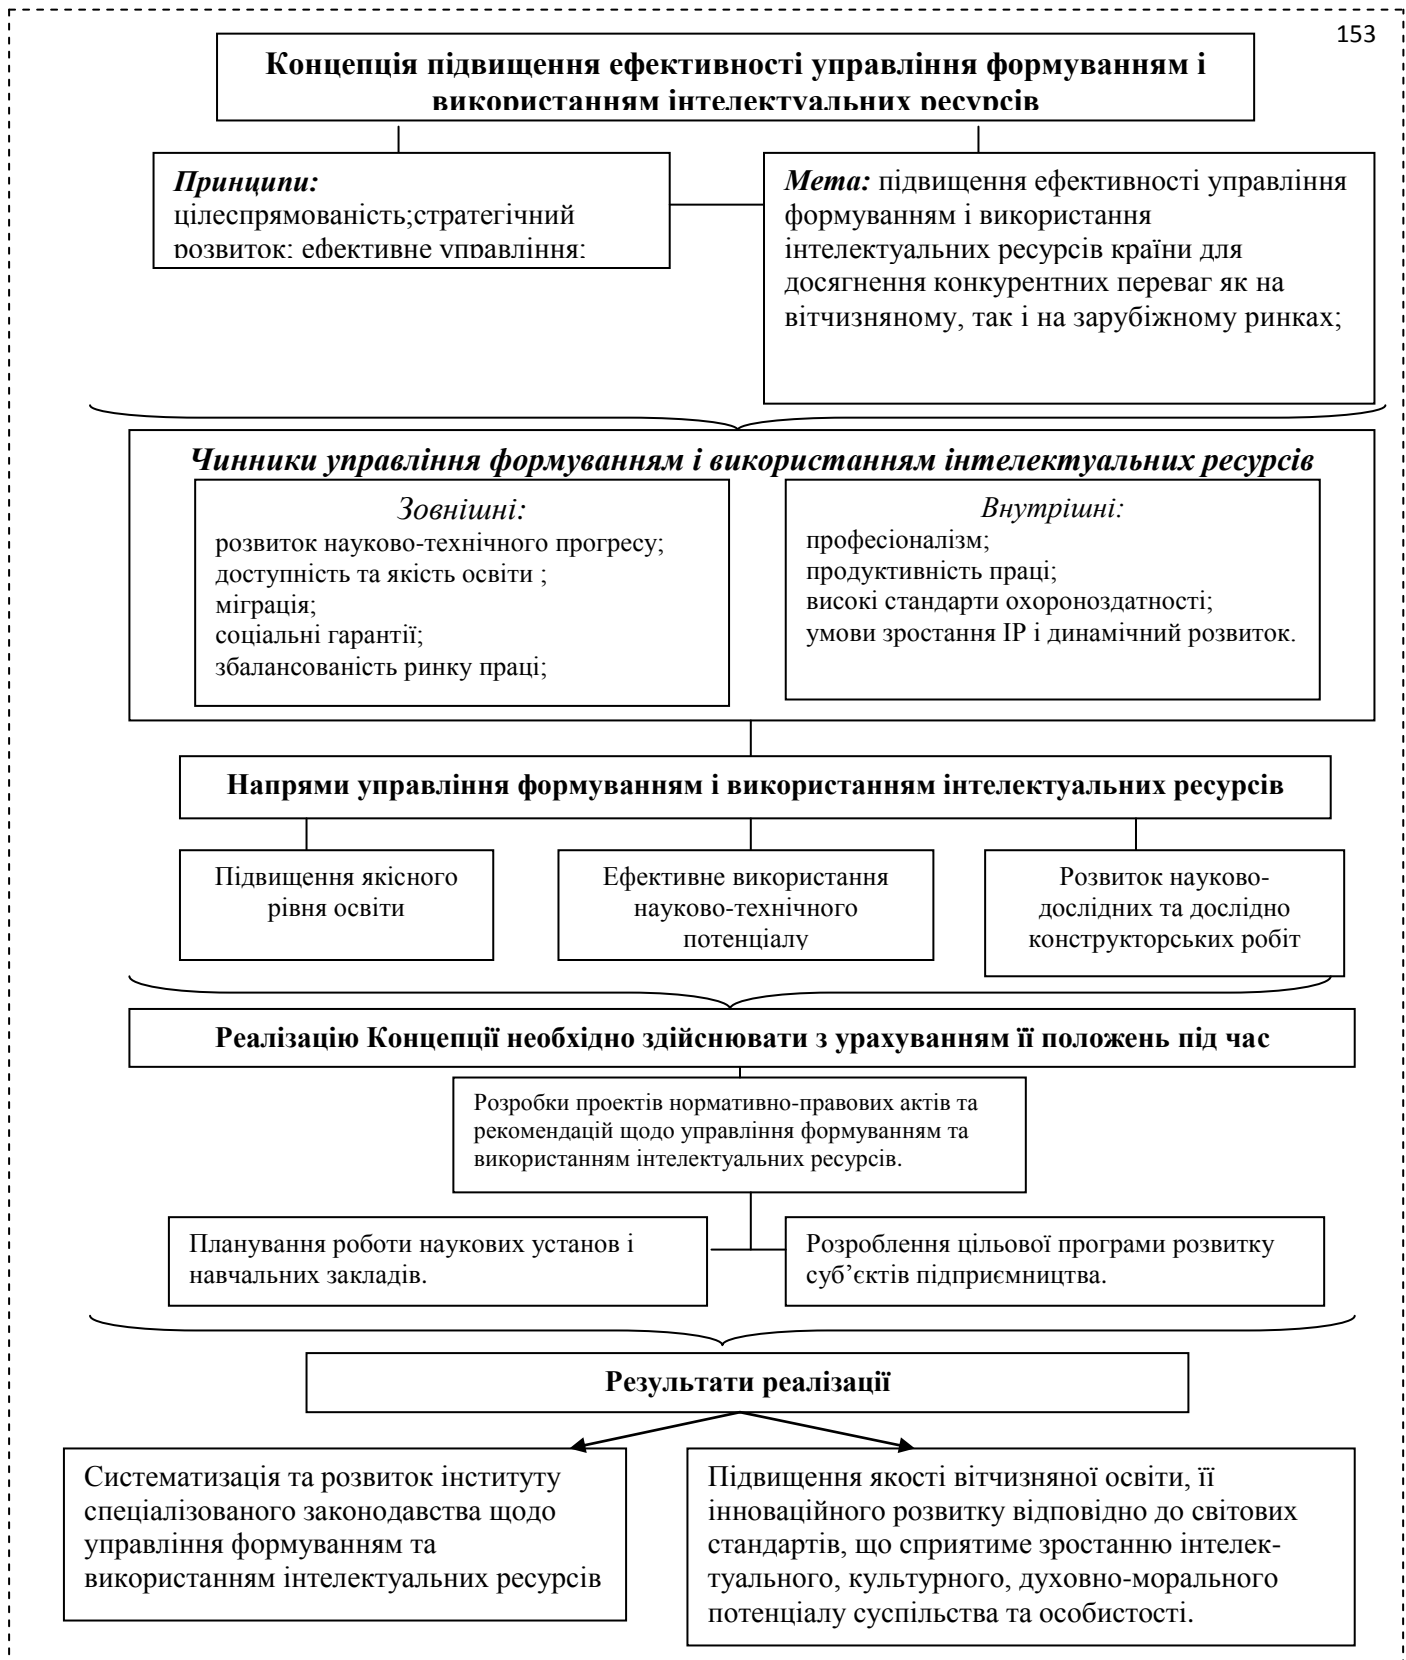 153
Концепція підвищення ефективності управління формуванням і
використанням інтелектуальних ресурсів
Принципи:
цілеспрямованість;стратегічний
розвиток; ефективне управління;
Мета: підвищення ефективності управління
формуванням і використання
інтелектуальних ресурсів країни для
досягнення конкурентних переваг як на
вітчизняному, так і на зарубіжному ринках;
Чинники управління формуванням і використанням інтелектуальних ресурсів
Зовнішні:
розвиток науково-технічного прогресу;
доступність та якість освіти ;
міграція;
соціальні гарантії;
збалансованість ринку праці;
Внутрішні:
професіоналізм;
продуктивність праці;
високі стандарти охороноздатності;
умови зростання ІР і динамічний розвиток.
Напрями управління формуванням і використанням інтелектуальних ресурсів
Підвищення якісного
рівня освіти
Ефективне використання
науково-технічного
потенціалу
Розвиток науково-
дослідних та дослідно
конструкторських робіт
Реалізацію Концепції необхідно здійснювати з урахуванням її положень під час
Розробки проектів нормативно-правових актів та
рекомендацій щодо управління формуванням та
використанням інтелектуальних ресурсів.
Планування роботи наукових установ і
навчальних закладів.
Розроблення цільової програми розвитку
суб’єктів підприємництва.
Результати реалізації
Систематизація та розвиток інституту
спеціалізованого законодавства щодо
управління формуванням та
використанням інтелектуальних ресурсів
Підвищення якості вітчизняної освіти, її
інноваційного розвитку відповідно до світових
стандартів, що сприятиме зростанню інтелек-
туального, культурного, духовно-морального
потенціалу суспільства та особистості.